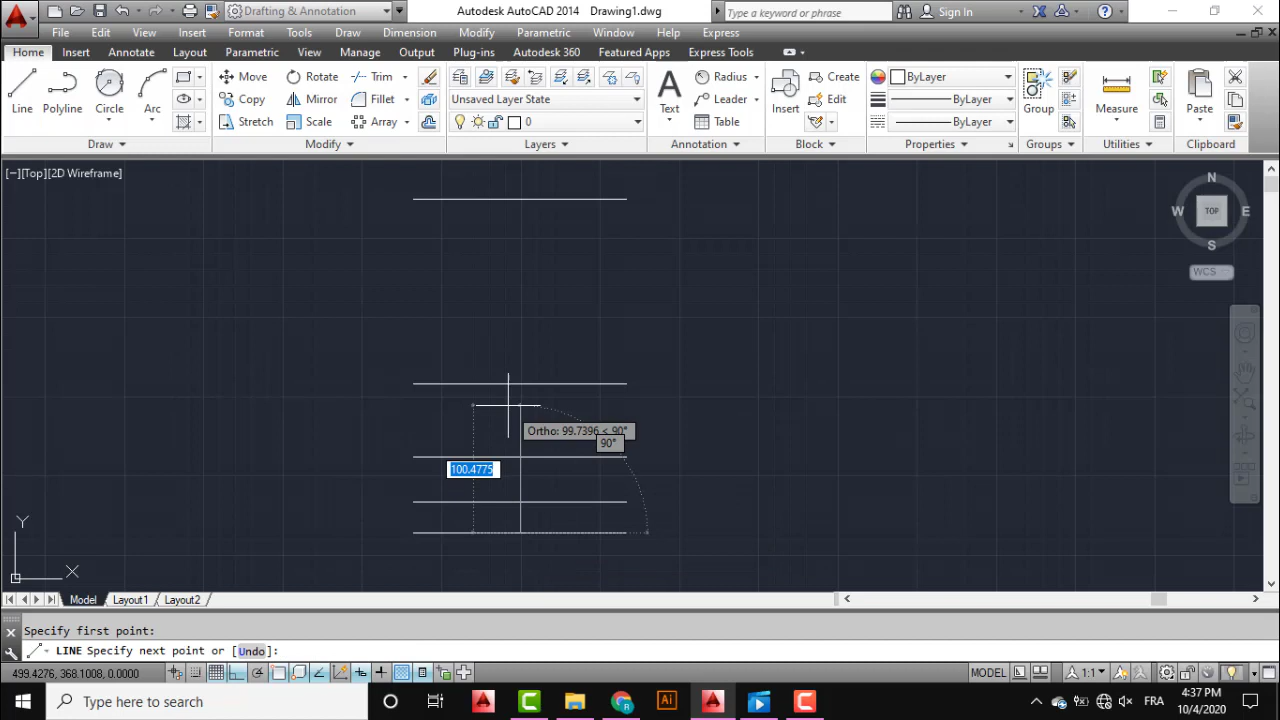 Drafting & Annotation Autodesk AutoCAD 2014 Drawing1.dwg Type a keyword or phrase Sign In
File Edit View Insert Format Tools Draw Dimension Modify Parametric Window Help Express
Home Insert Annotate Layout Parametric View Manage Output Plug-ins Autodesk 360 Featured Apps Express Tools
Line Polyline Circle Arc Move Rotate Trim Text Radius Insert Create ByLayer Group Measure Paste
Copy Mirror Fillet Unsaved Layer State Leader Edit ByLayer
Stretch Scale Array 0 Table ByLayer
Draw Modify Layers Annotation Block Properties Groups Utilities Clipboard
[−][Top][2D Wireframe]
N
W TOP E
S
WCS
Ortho: 99.7396 < 90°
90°
100.4775
Y
X
Model Layout1 Layout2
Specify first point:
LINE Specify next point or [Undo]:
499.4276, 368.1008, 0.0000 MODEL 1:1
Type here to search Ai FRA 4:37 PM
10/4/2020